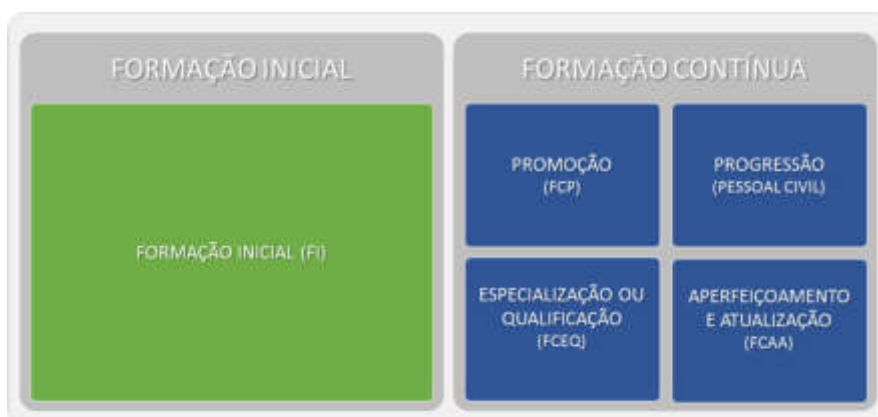 FORMAÇÃO INICIAL
FORMAÇÃO INICIAL (FI)
FORMAÇÃO CONTÍNUA
PROMOÇÃO
(FCP)
PROGRESSÃO
(PESSOAL CIVIL)
ESPECIALIZAÇÃO OU
QUALIFICAÇÃO
(FCEQ)
APERFEIÇOAMENTO
E ATUALIZAÇÃO
(FCAA)